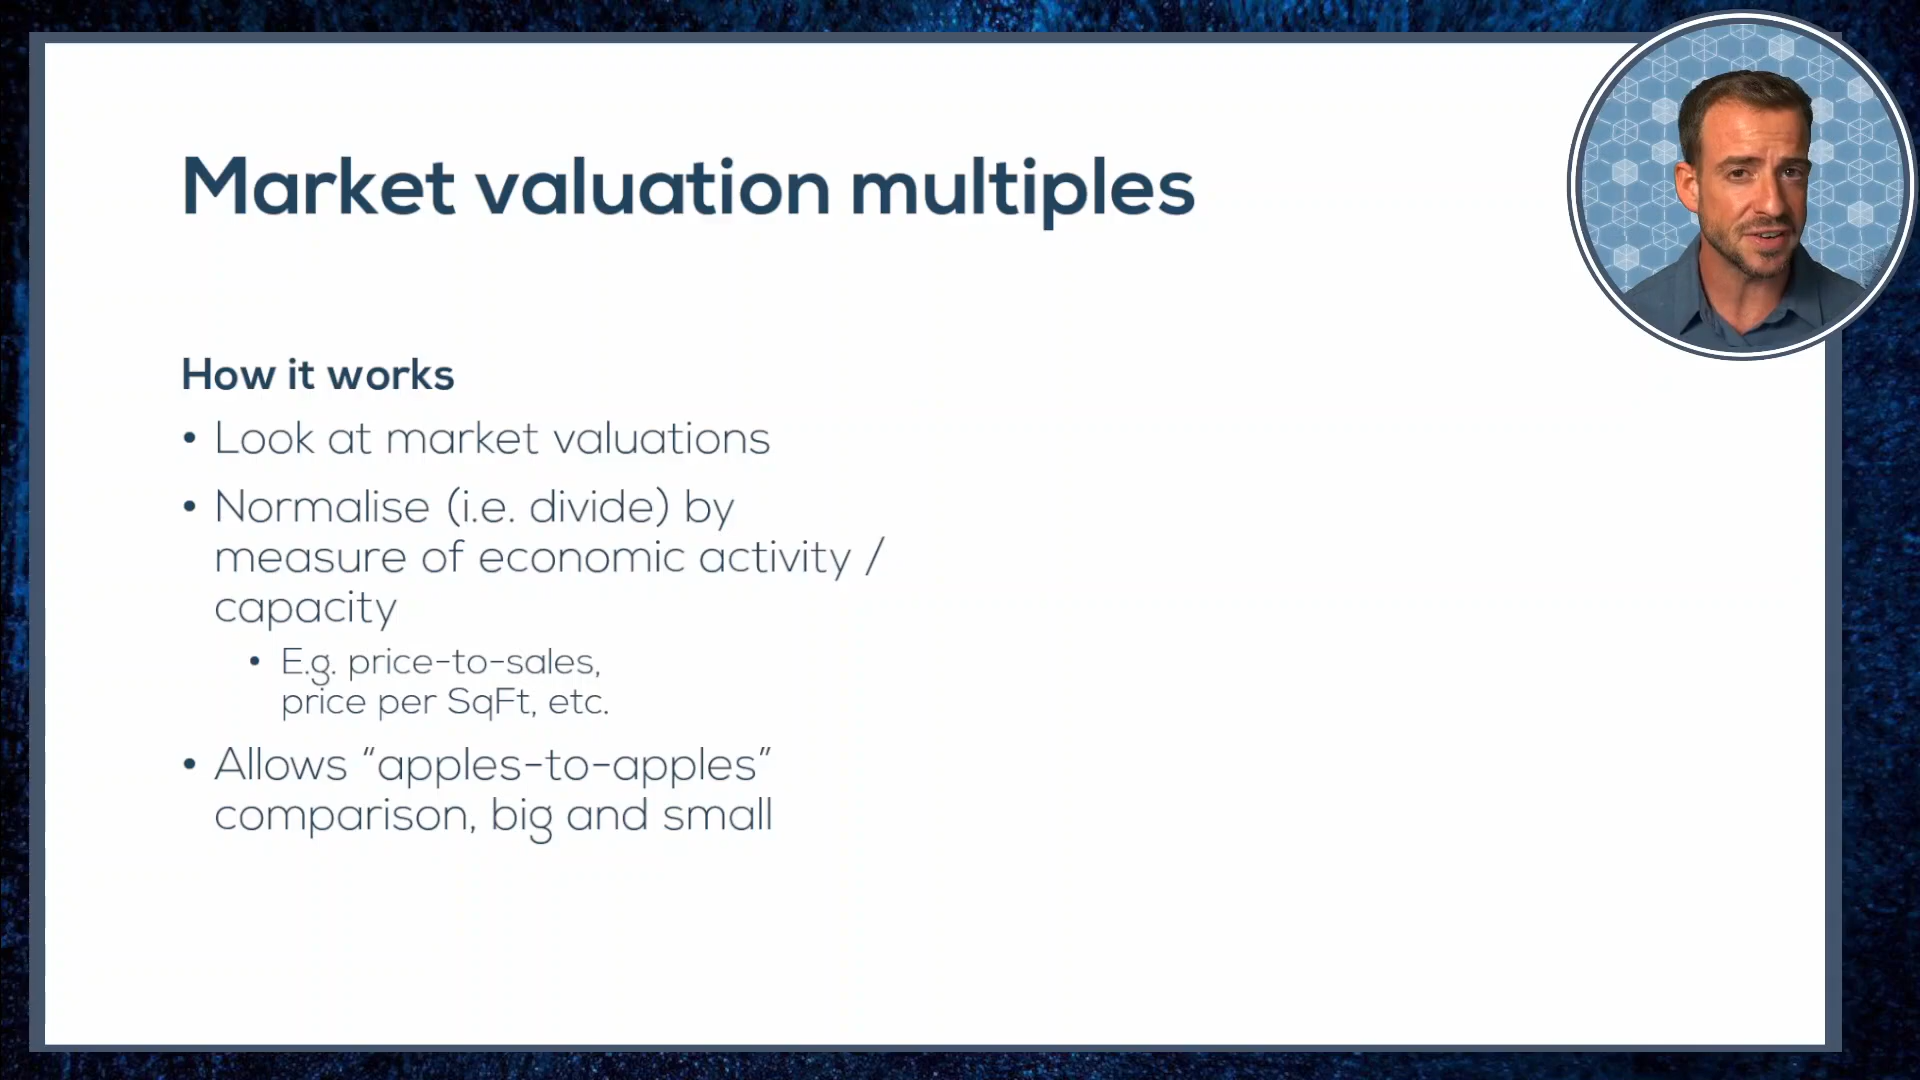 Market valuation multiples
How it works
• Look at market valuations
• Normalise (i.e. divide) by
measure of economic activity /
capacity
• E.g. price-to-sales,
price per SqFt, etc.
• Allows “apples-to-apples”
comparison, big and small